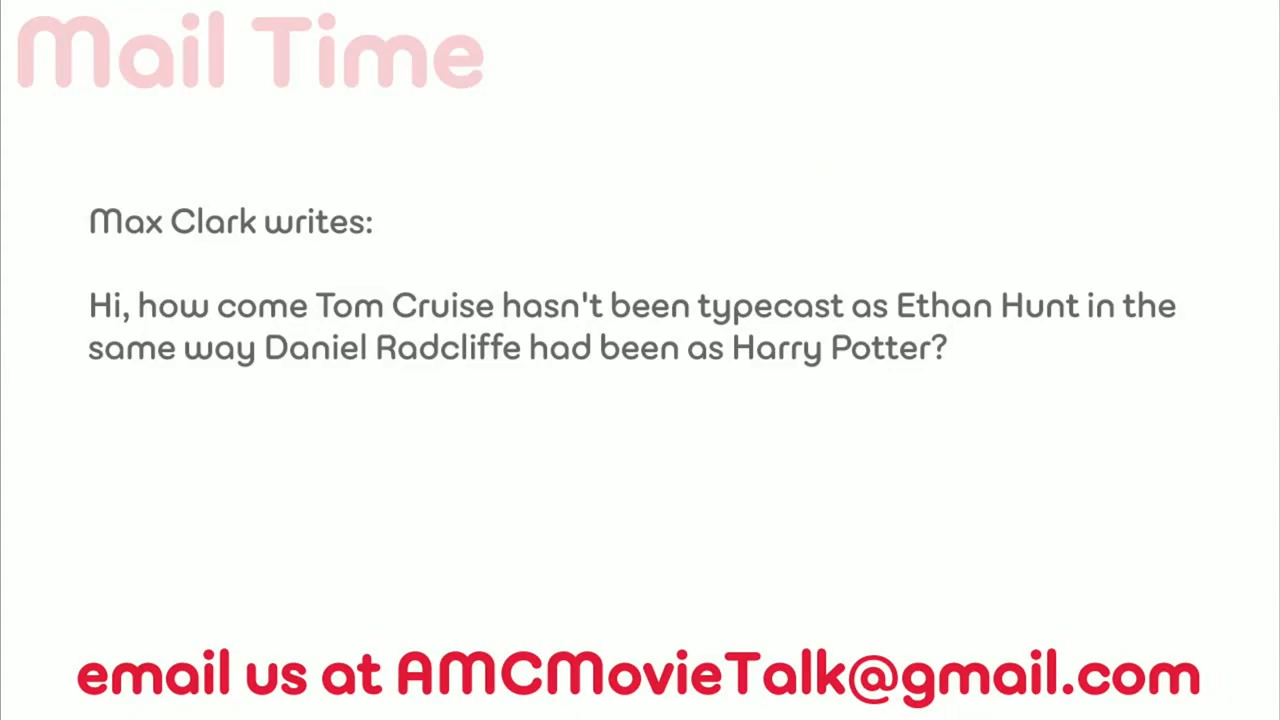 Mail Time
Max Clark writes:
Hi, how come Tom Cruise hasn't been typecast as Ethan Hunt in the
same way Daniel Radcliffe had been as Harry Potter?
email us at AMCMovieTalk@gmail.com